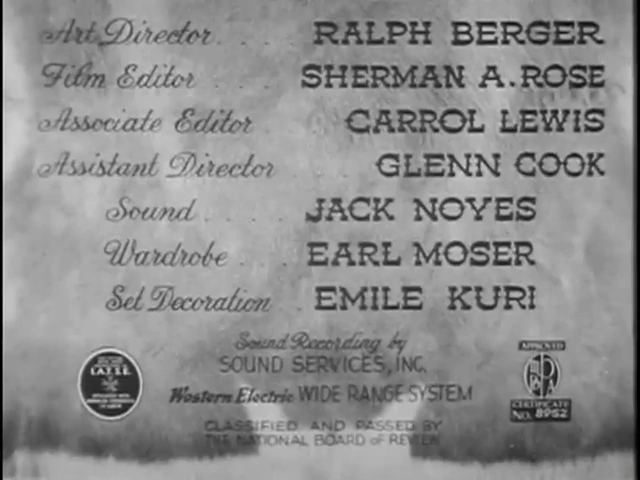 Art Director . . . RALPH BERGER
Film Editor . . . SHERMAN A. ROSE
Associate Editor . . CARROL LEWIS
Assistant Director . . GLENN COOK
Sound . . . . JACK NOYES
Wardrobe . . . EARL MOSER
Set Decoration . EMILE KURI
Sound Recording by
SOUND SERVICES, INC.
Western Electric WIDE RANGE SYSTEM
CLASSIFIED AND PASSED BY
THE NATIONAL BOARD OF REVIEW
I.A.T.S.E.
APPROVED
CERTIFICATE
No. 8952